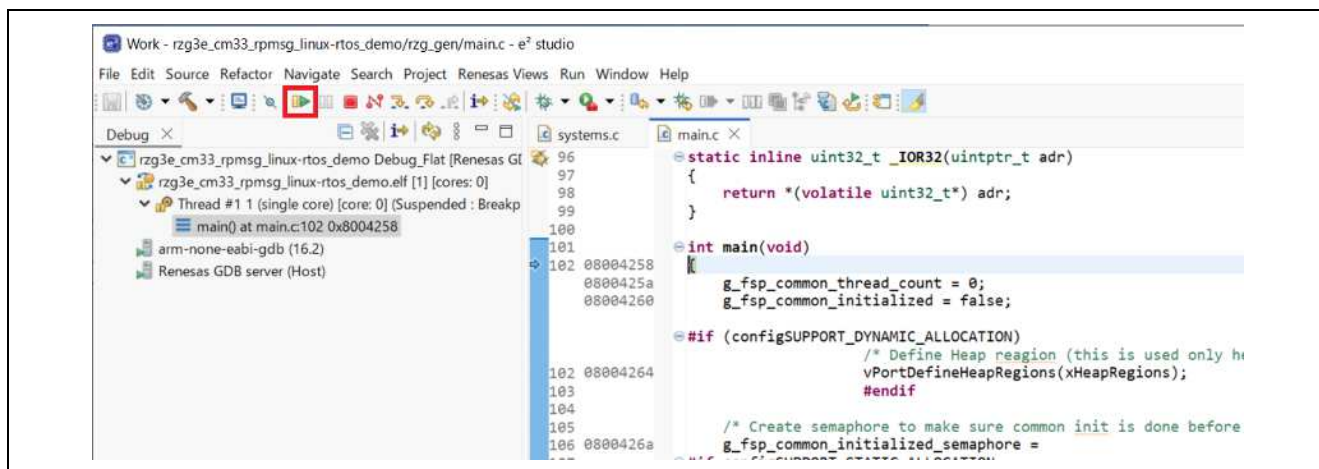 Work - rzg3e_cm33_rpmsg_linux-rtos_demo/rzg_gen/main.c - e² studio
File Edit Source Refactor Navigate Search Project Renesas Views Run Window Help
Debug
systems.c main.c
rzg3e_cm33_rpmsg_linux-rtos_demo Debug_Flat [Renesas GI
rzg3e_cm33_rpmsg_linux-rtos_demo.elf [1] [cores: 0]
Thread #1 1 (single core) [core: 0] (Suspended : Breakp
main() at main.c:102 0x8004258
arm-none-eabi-gdb (16.2)
Renesas GDB server (Host)
96 static inline uint32_t _IOR32(uintptr_t adr)
97 {
98 return *(volatile uint32_t*) adr;
99 }
100
101 int main(void)
102 08004258 {
0800425a g_fsp_common_thread_count = 0;
08004260 g_fsp_common_initialized = false;
#if (configSUPPORT_DYNAMIC_ALLOCATION)
/* Define Heap reagion (this is used only he
102 08004264 vPortDefineHeapRegions(xHeapRegions);
103 #endif
104
105 /* Create semaphore to make sure common init is done before
106 0800426a g_fsp_common_initialized_semaphore =